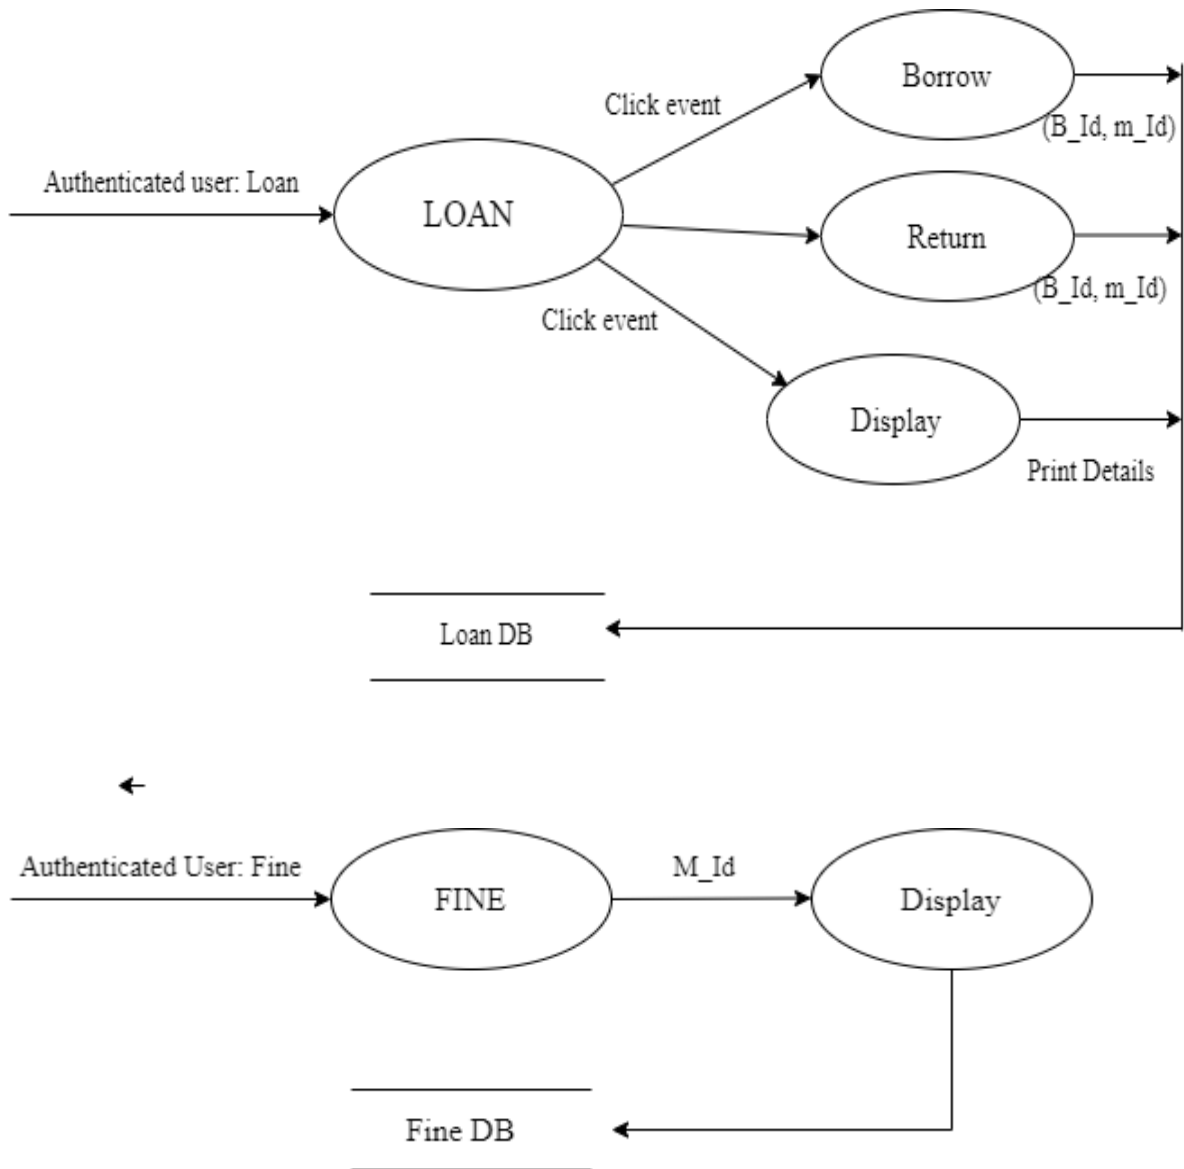 Borrow
Click event
(B_Id, m_Id)
Authenticated user: Loan
LOAN
Return
(B_Id, m_Id)
Click event
Display
Print Details
Loan DB
Authenticated User: Fine
FINE
M_Id
Display
Fine DB